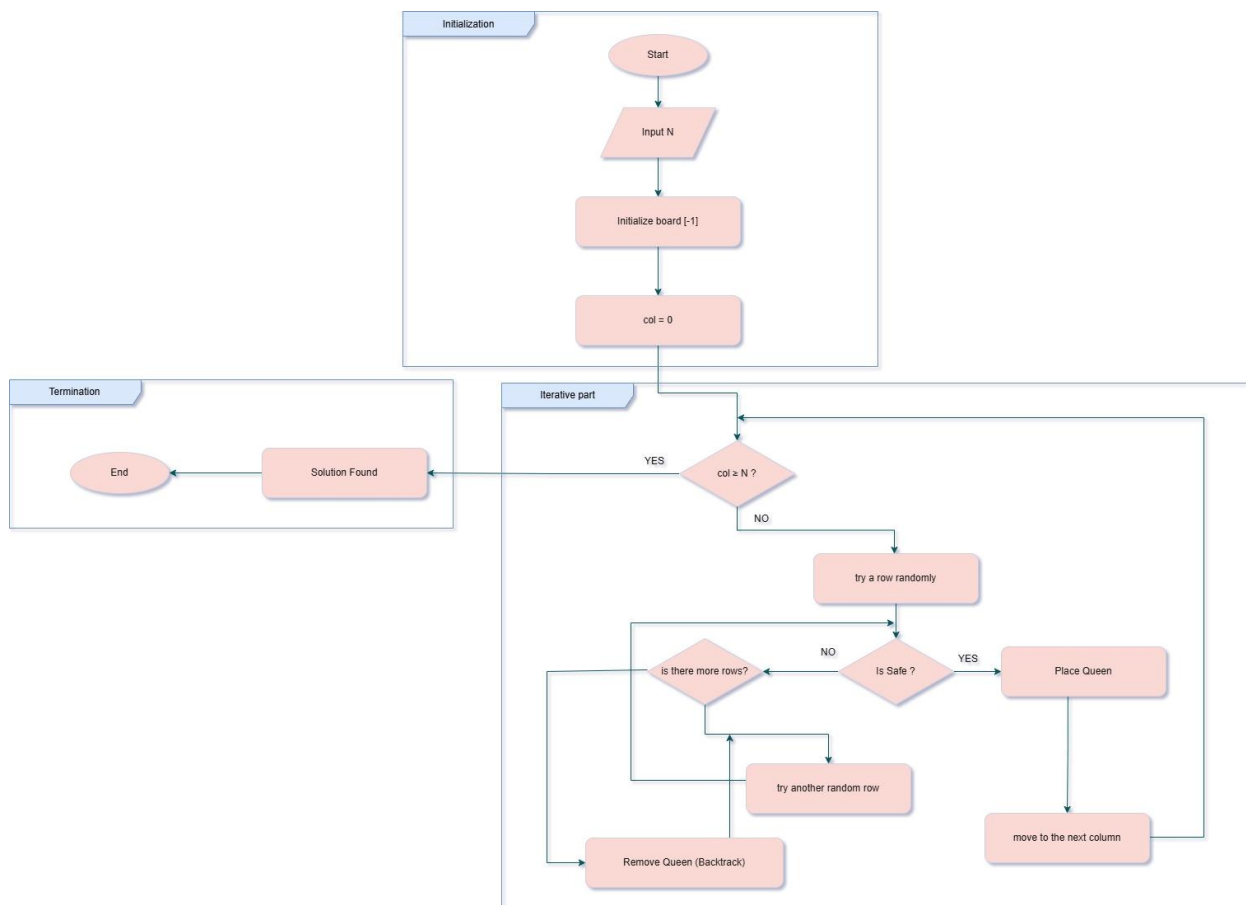 Initialization
Start
Input N
Initialize board [-1]
col = 0
Termination
End
Solution Found
Iterative part
YES
col ≥ N ?
NO
try a row randomly
is there more rows?
NO
Is Safe ?
YES
Place Queen
try another random row
move to the next column
Remove Queen (Backtrack)